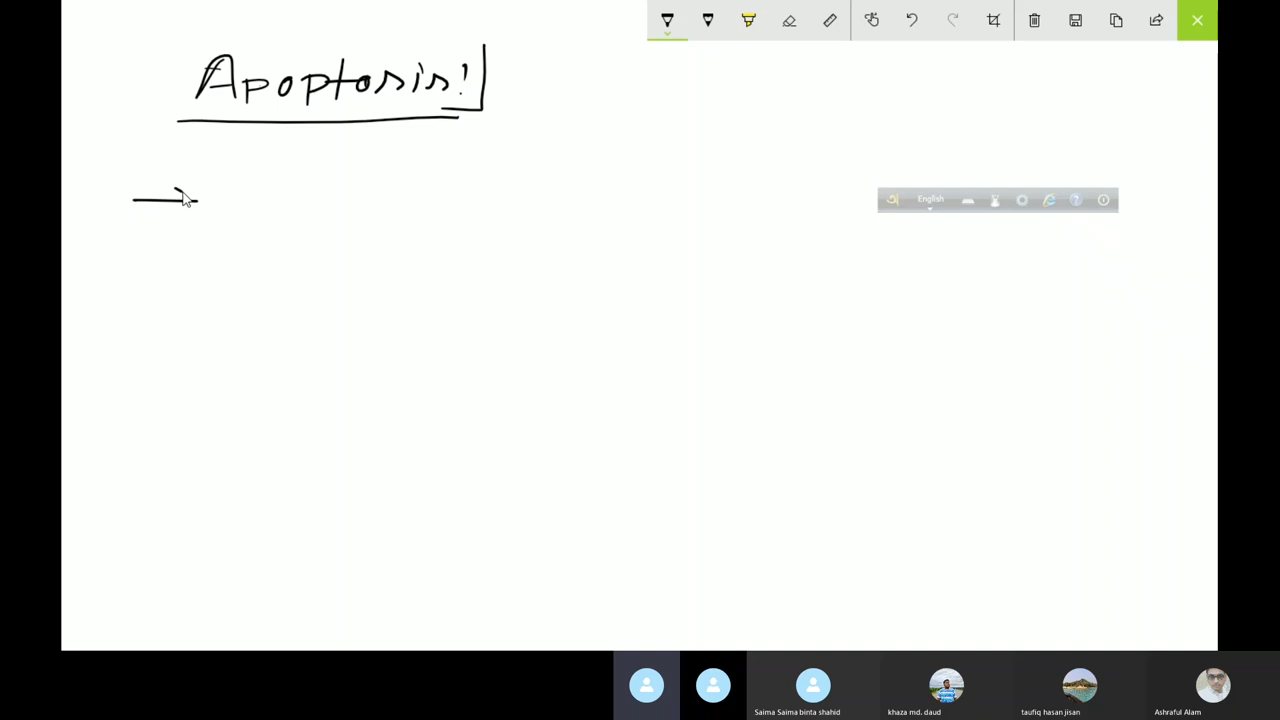 Apoptosis:
অ English
Saima Saima binta shahid
khaza md. daud
taufiq hasan jisan
Ashraful Alam